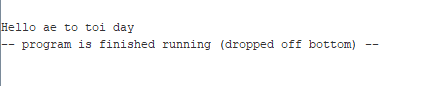 Hello ae to toi day
-- program is finished running (dropped off bottom) --